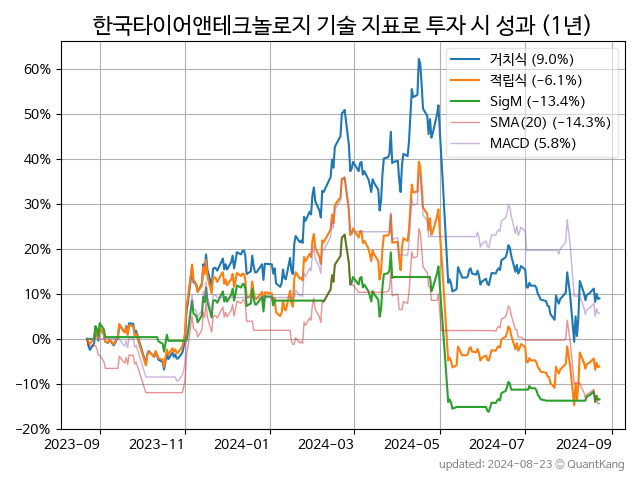 한국타이어앤테크놀로지 기술 지표로 투자 시 성과 (1년)
거치식 (9.0%)
적립식 (−6.1%)
SigM (−13.4%)
SMA(20) (−14.3%)
MACD (5.8%)
60%
50%
40%
30%
20%
10%
0%
−10%
−20%
2023-09 2023-11 2024-01 2024-03 2024-05 2024-07 2024-09
updated: 2024-08-23 ⓒ QuantKang